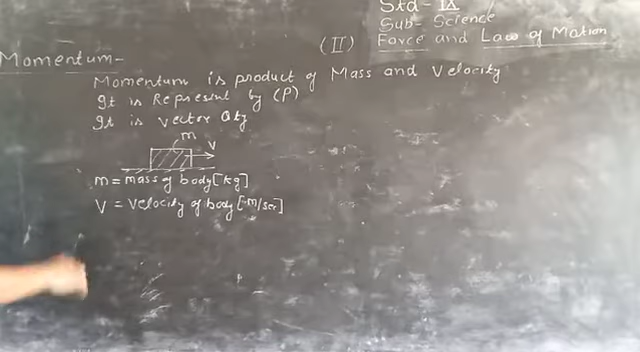 Std - IX
Sub- Science
(II) Force and Law of Motion
Momentum-
Momentum is product of Mass and Velocity
It is Represent by (P)
It is vector Qty
m
V
m = mass of body [kg]
V = velocity of body [m/sec]